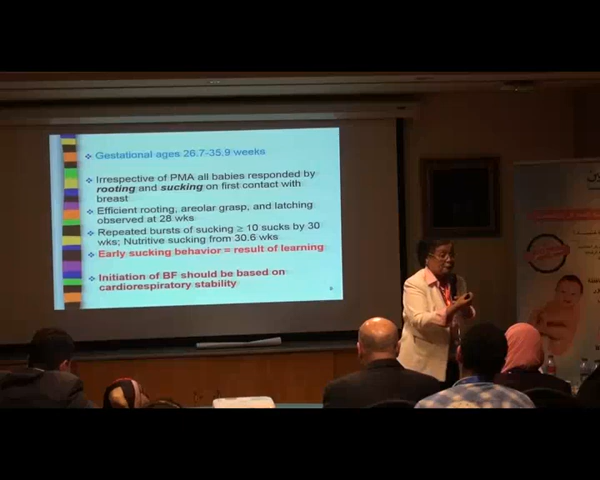 Gestational ages 26.7-35.9 weeks
Irrespective of PMA all babies responded by
rooting and sucking on first contact with
breast
Efficient rooting, areolar grasp, and latching
observed at 28 wks
Repeated bursts of sucking ≥ 10 sucks by 30
wks; Nutritive sucking from 30.6 wks
Early sucking behavior = result of learning
Initiation of BF should be based on
cardiorespiratory stability